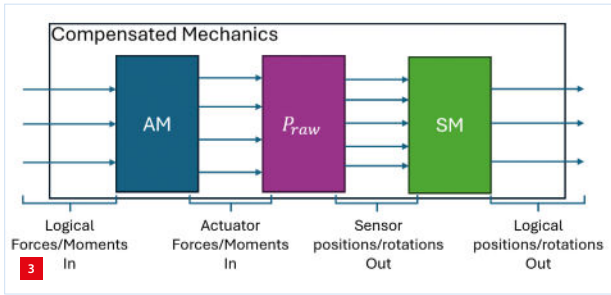 Compensated Mechanics
AM
P_raw
SM
Logical
Forces/Moments
In
Actuator
Forces/Moments
In
Sensor
positions/rotations
Out
Logical
positions/rotations
Out
3